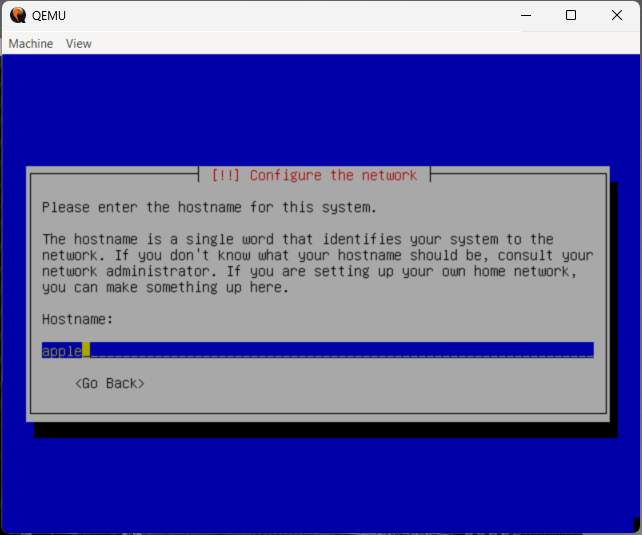 QEMU
Machine View
[!!] Configure the network
Please enter the hostname for this system.
The hostname is a single word that identifies your system to the
network. If you don't know what your hostname should be, consult your
network administrator. If you are setting up your own home network,
you can make something up here.
Hostname:
apple
<Go Back>